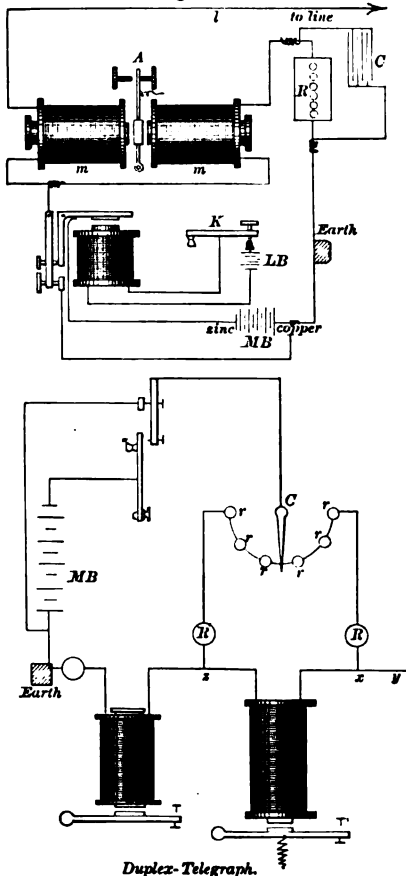 l to line
A
R C
m m
K
Earth
LB
zinc copper
MB
C
r r
r r
r r
MB
R R
z x y
Earth
Duplex-Telegraph.